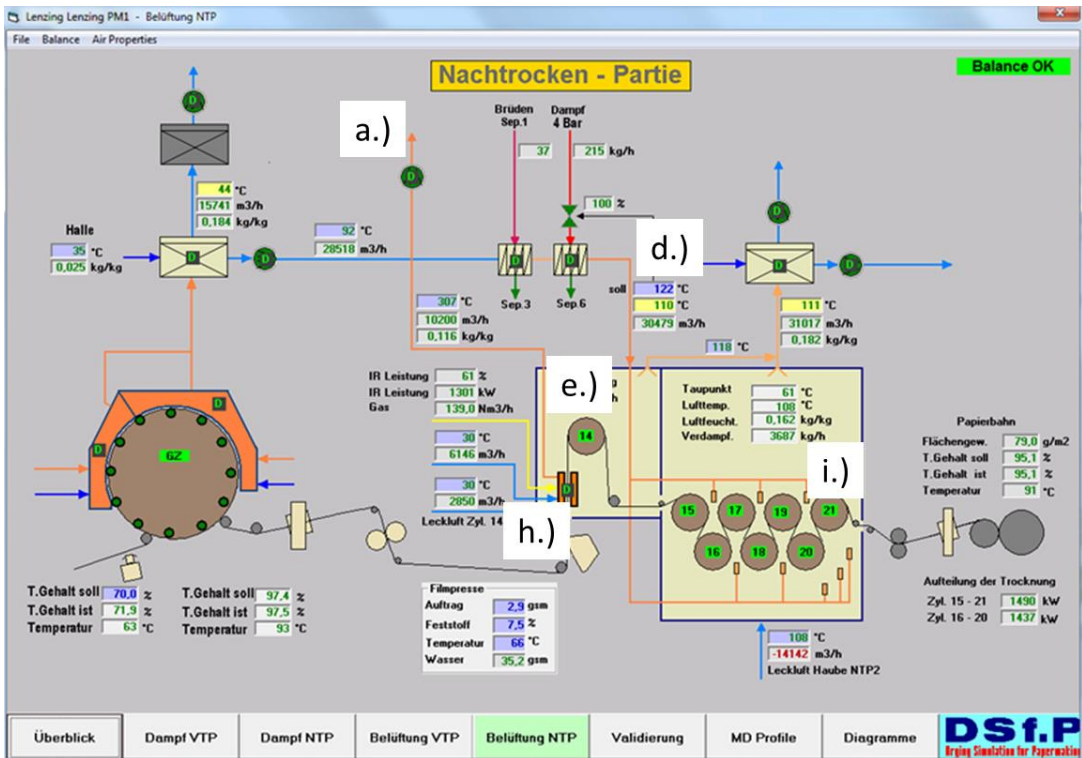 Lenzing Lenzing PM1 - Belüftung NTP
File Balance Air Properties
Nachtrocken - Partie
Balance OK
a.)
Brüden
Sep.1
Dampf
4 Bar
37
215 kg/h
100 %
44 °C
15741 m3/h
0,184 kg/kg
Halle
35 °C
0,025 kg/kg
D
92 °C
28518 m3/h
Sep.3
Sep.6
d.)
soll 122 °C
110 °C
30479 m3/h
111 °C
31017 m3/h
0,182 kg/kg
118 °C
307 °C
10200 m3/h
0,116 kg/kg
IR Leistung 61 %
IR Leistung 1301 kW
Gas 139,0 Nm3/h
30 °C
6146 m3/h
30 °C
2850 m3/h
Leckluft Zyl. 14
e.)
h.)
i.)
Taupunkt 61 °C
Lufttemp. 108 °C
Luftfeucht. 0,162 kg/kg
Verdampf. 3687 kg/h
GZ
14
15
17
19
21
16
18
20
Papierbahn
Flächengew. 79,0 g/m2
T.Gehalt soll 95,1 %
T.Gehalt ist 95,1 %
Temperatur 91 °C
T.Gehalt soll 70,0 %
T.Gehalt ist 71,9 %
Temperatur 63 °C
T.Gehalt soll 97,4 %
T.Gehalt ist 97,5 %
Temperatur 93 °C
Filmpresse
Auftrag 2,9 gsm
Feststoff 7,5 %
Temperatur 66 °C
Wasser 35,2 gsm
108 °C
-14142 m3/h
Leckluft Haube NTP2
Aufteilung der Trocknung
Zyl. 15 - 21 1490 kW
Zyl. 16 - 20 1437 kW
Überblick
Dampf VTP
Dampf NTP
Belüftung VTP
Belüftung NTP
Validierung
MD Profile
Diagramme
DSf.P
Drying Simulation for Papermaking